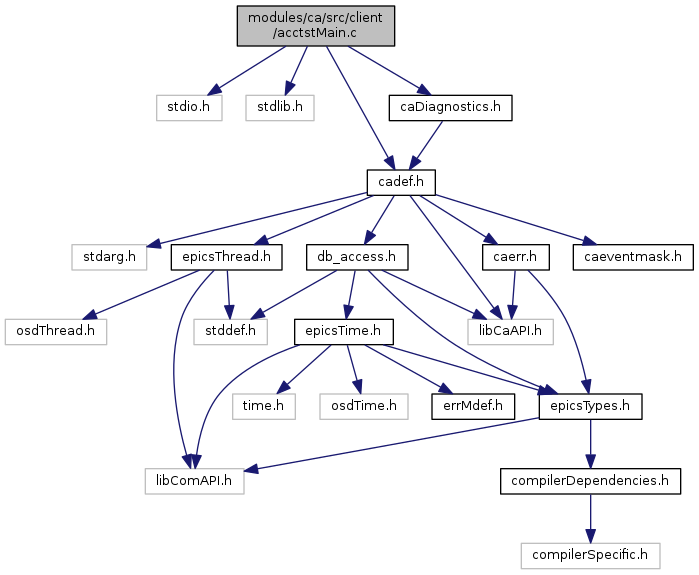 modules/ca/src/client
/acctstMain.c
stdio.h
stdlib.h
caDiagnostics.h
cadef.h
stdarg.h
epicsThread.h
db_access.h
caerr.h
caeventmask.h
osdThread.h
stddef.h
epicsTime.h
libCaAPI.h
time.h
osdTime.h
errMdef.h
epicsTypes.h
libComAPI.h
compilerDependencies.h
compilerSpecific.h